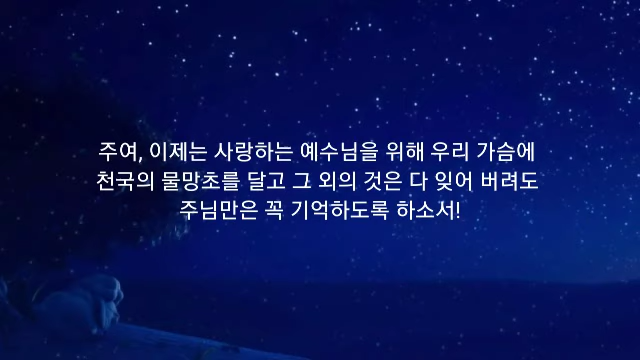 주여, 이제는 사랑하는 예수님을 위해 우리 가슴에
천국의 물망초를 달고 그 외의 것은 다 잊어 버려도
주님만은 꼭 기억하도록 하소서!